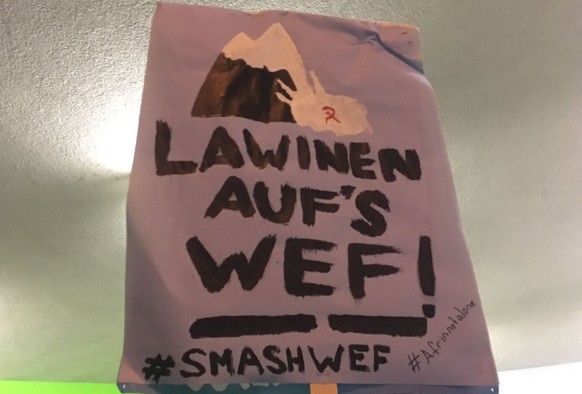 LAWINEN
AUF'S
WEF!
#SMASHWEF
#Afrinnotalone